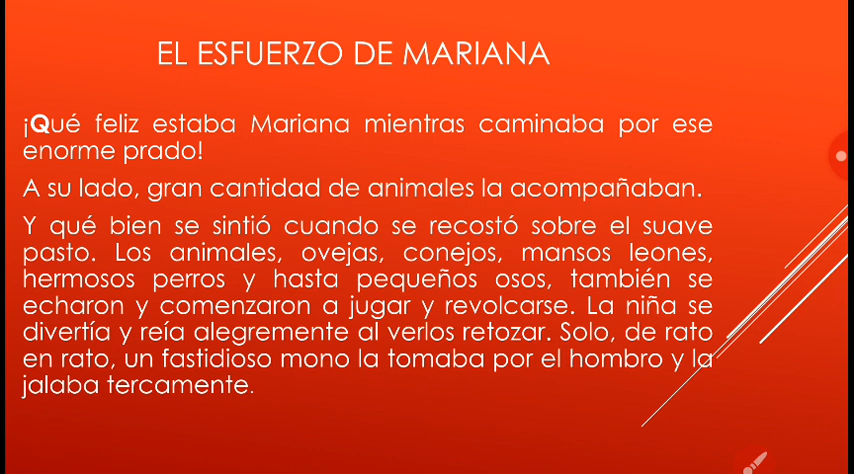 EL ESFUERZO DE MARIANA
¡Qué feliz estaba Mariana mientras caminaba por ese
enorme prado!
A su lado, gran cantidad de animales la acompañaban.
Y qué bien se sintió cuando se recostó sobre el suave
pasto. Los animales, ovejas, conejos, mansos leones,
hermosos perros y hasta pequeños osos, también se
echaron y comenzaron a jugar y revolcarse. La niña se
divertía y reía alegremente al verlos retozar. Solo, de rato
en rato, un fastidioso mono la tomaba por el hombro y la
jalaba tercamente.